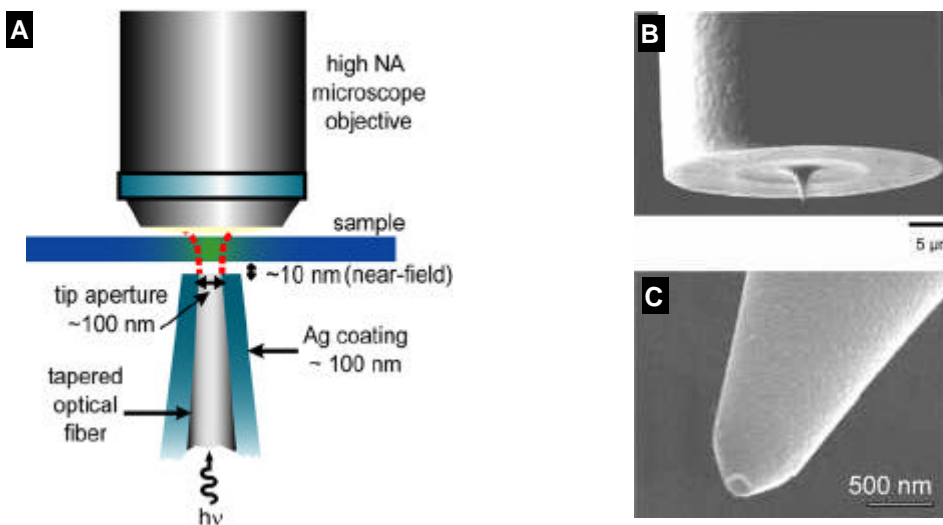 A
high NA
microscope
objective
sample
~10 nm (near-field)
tip aperture
~100 nm
Ag coating
~ 100 nm
tapered
optical
fiber
hν
B
C
500 nm